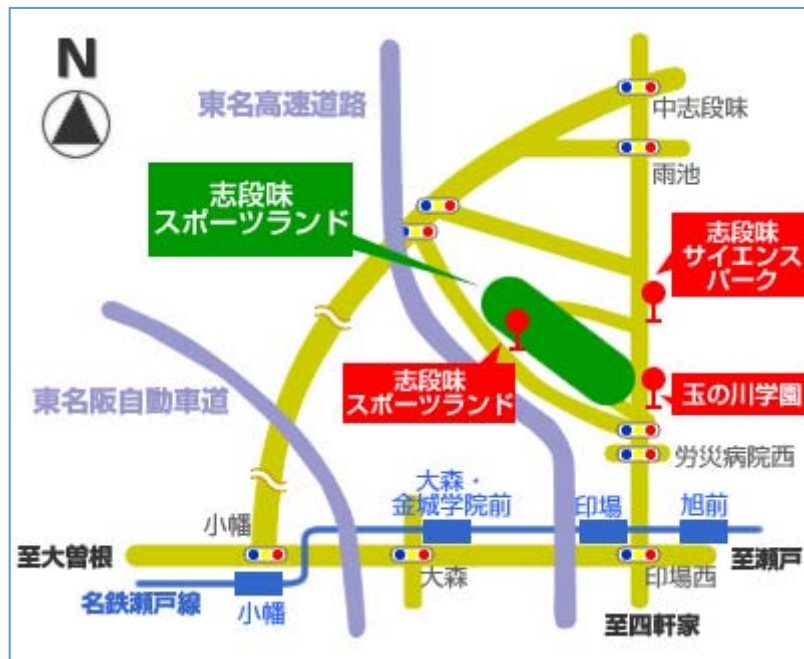 N
東名高速道路
中志段味
雨池
志段味
スポーツランド
志段味
サイエンス
パーク
志段味
スポーツランド
玉の川学園
東名阪自動車道
労災病院西
大森・
金城学院前
印場
旭前
小幡
至大曽根
大森
印場西
至瀬戸
名鉄瀬戸線
小幡
至四軒家